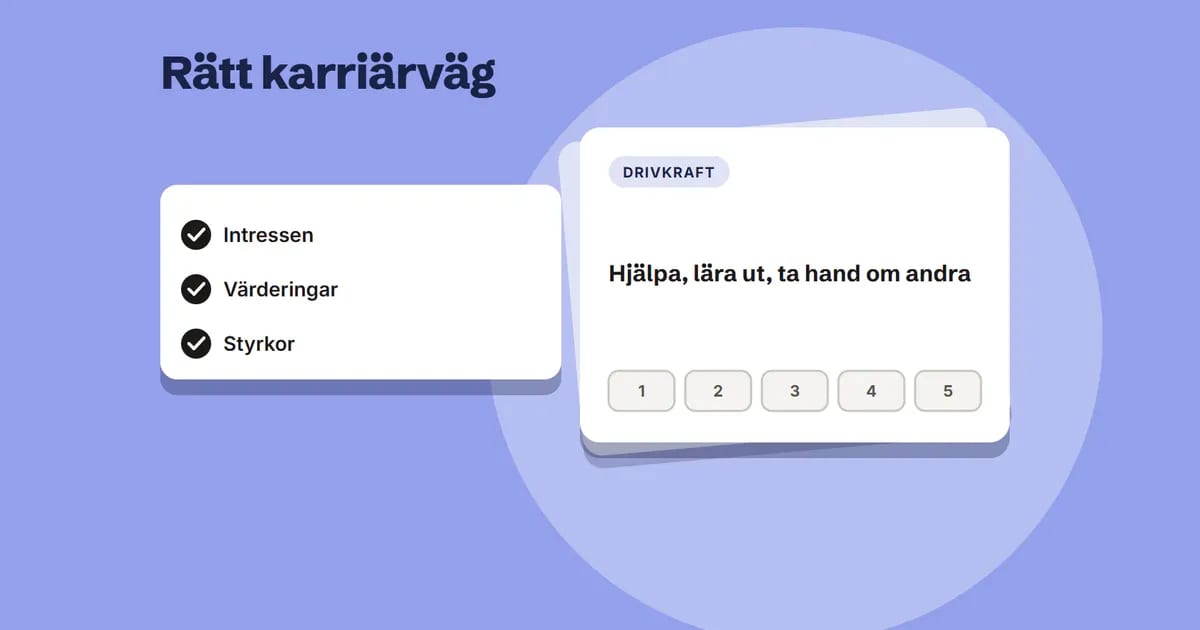 Rätt karriärväg
Intressen
Värderingar
Styrkor
DRIVKRAFT
Hjälpa, lära ut, ta hand om andra
1 2 3 4 5